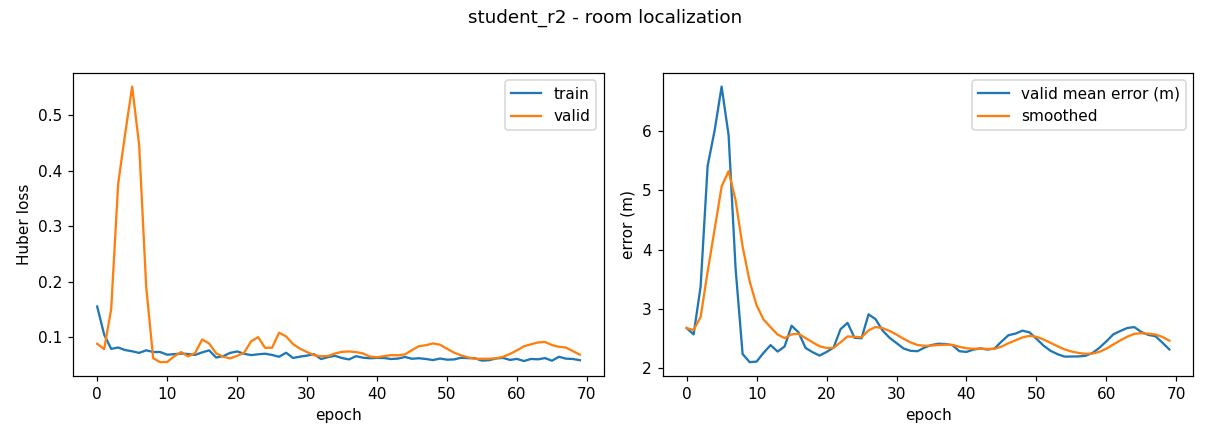 student_r2 - room localization
train
valid
0.5
0.4
0.3
0.2
0.1
Huber loss
0 10 20 30 40 50 60 70
epoch
valid mean error (m)
smoothed
6
5
4
3
2
error (m)
0 10 20 30 40 50 60 70
epoch